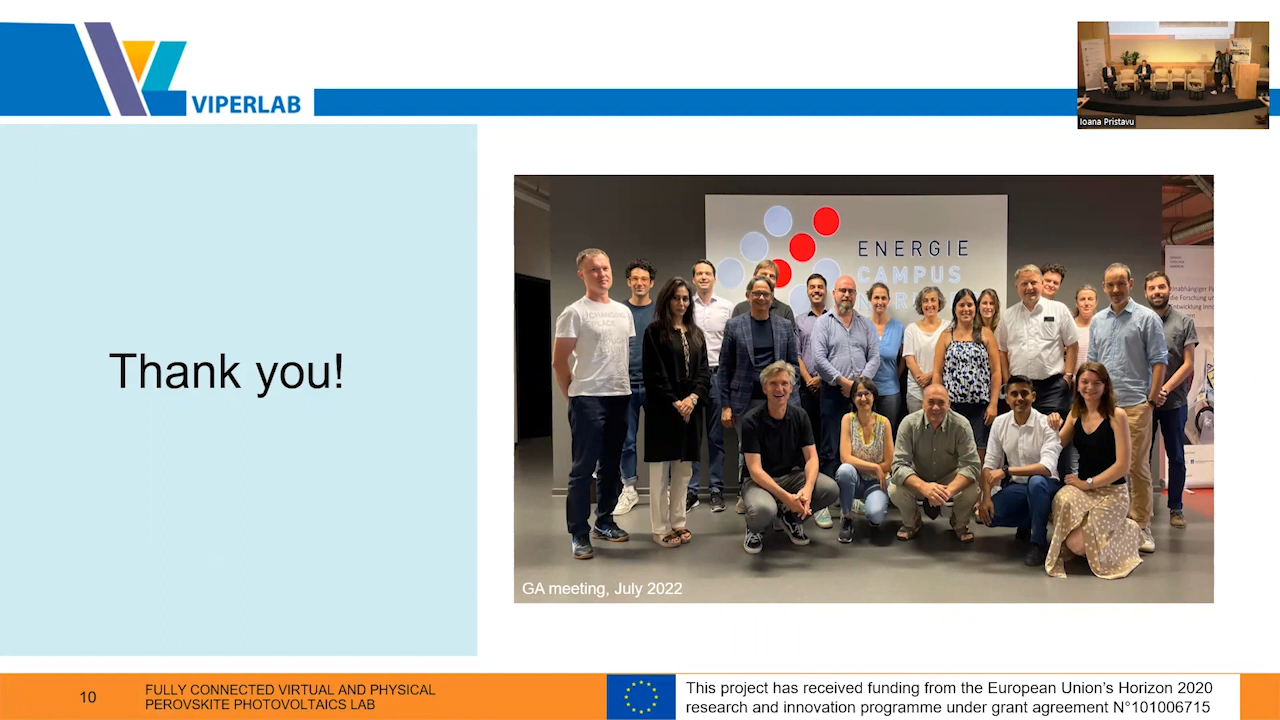 VIPERLAB
Ioana Pristavu
Thank you!
ENERGIE
CAMPUS
CHANGING
PLACE
GA meeting, July 2022
10
FULLY CONNECTED VIRTUAL AND PHYSICAL
PEROVSKITE PHOTOVOLTAICS LAB
This project has received funding from the European Union's Horizon 2020
research and innovation programme under grant agreement N°101006715